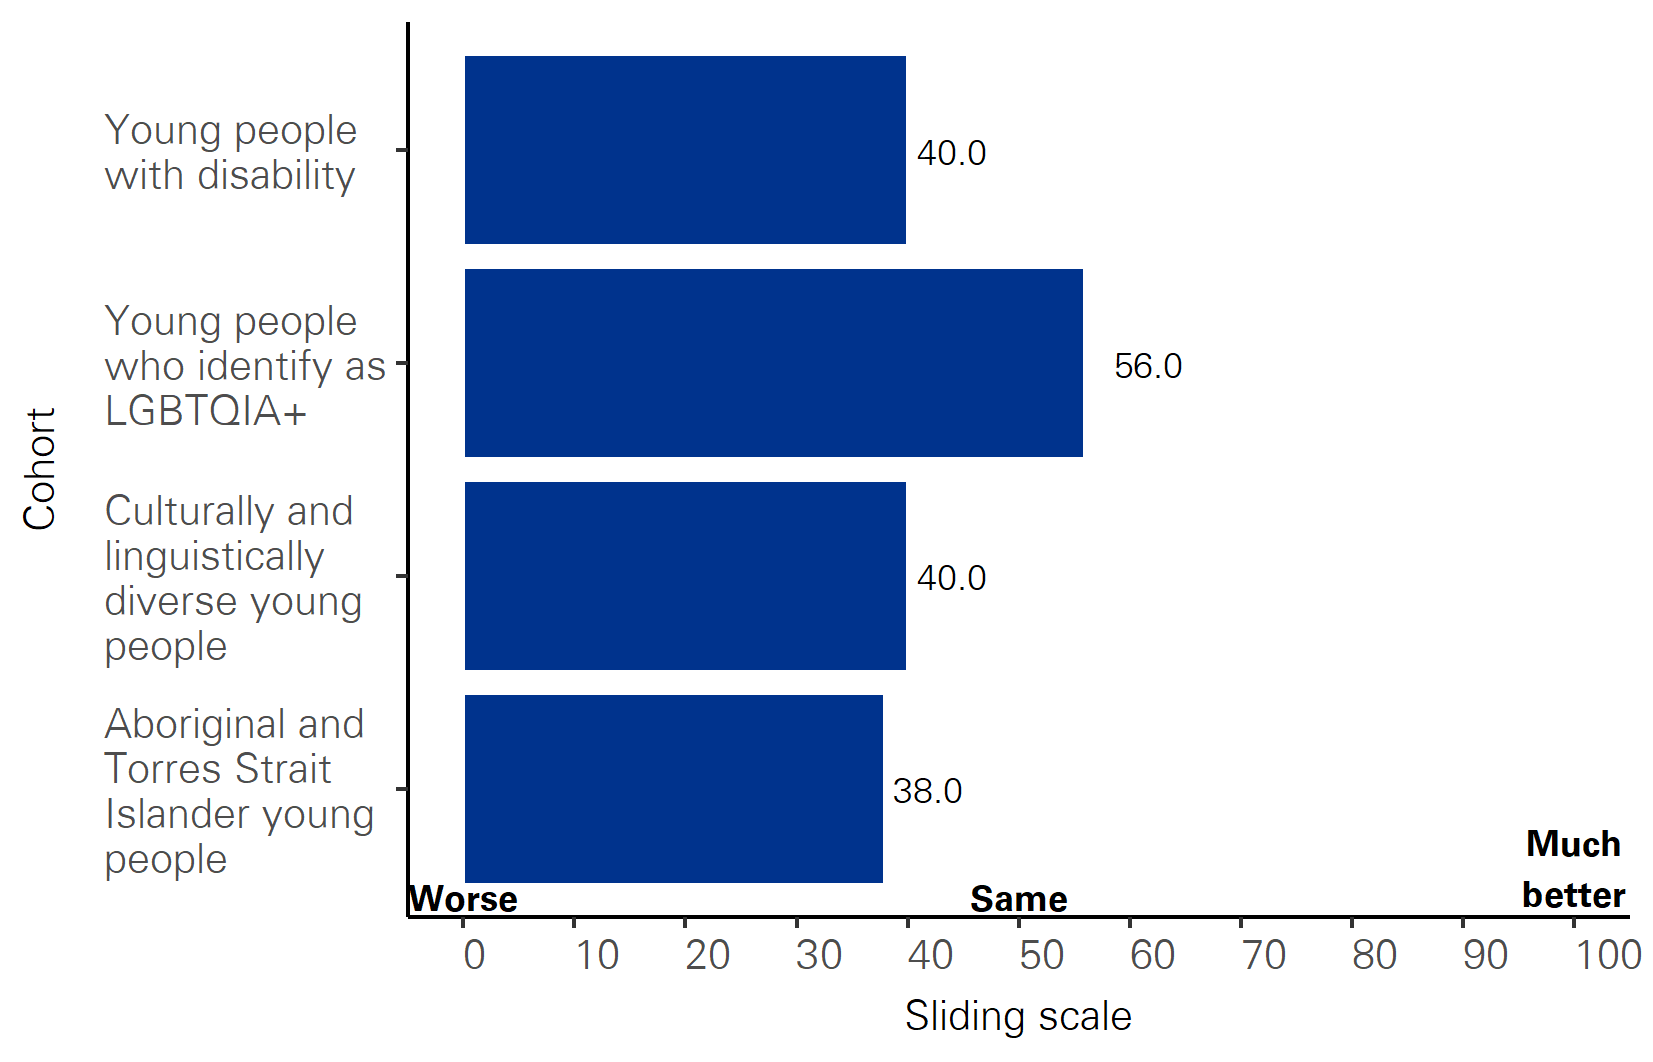 Young people
with disability
40.0
Young people
who identify as
LGBTQIA+
56.0
Cohort
Culturally and
linguistically
diverse young
people
40.0
Aboriginal and
Torres Strait
Islander young
people
38.0
Worse
Same
Much
better
0 10 20 30 40 50 60 70 80 90 100
Sliding scale